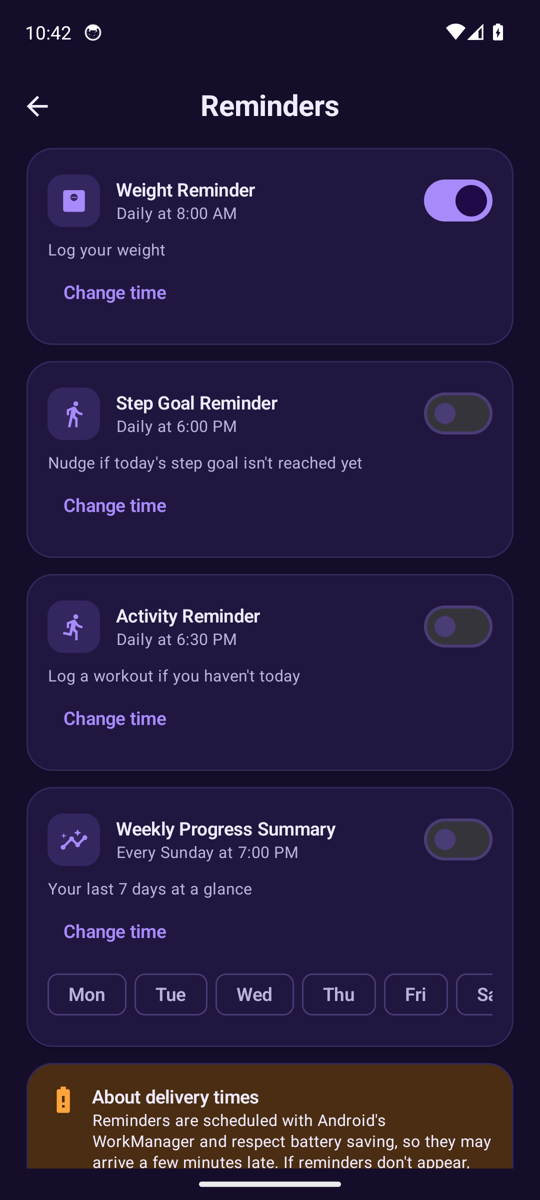 10:42
Reminders
Weight Reminder
Daily at 8:00 AM
Log your weight
Change time
Step Goal Reminder
Daily at 6:00 PM
Nudge if today's step goal isn't reached yet
Change time
Activity Reminder
Daily at 6:30 PM
Log a workout if you haven't today
Change time
Weekly Progress Summary
Every Sunday at 7:00 PM
Your last 7 days at a glance
Change time
Mon Tue Wed Thu Fri
About delivery times
Reminders are scheduled with Android's
WorkManager and respect battery saving, so they may
arrive a few minutes late. If reminders don't appear,